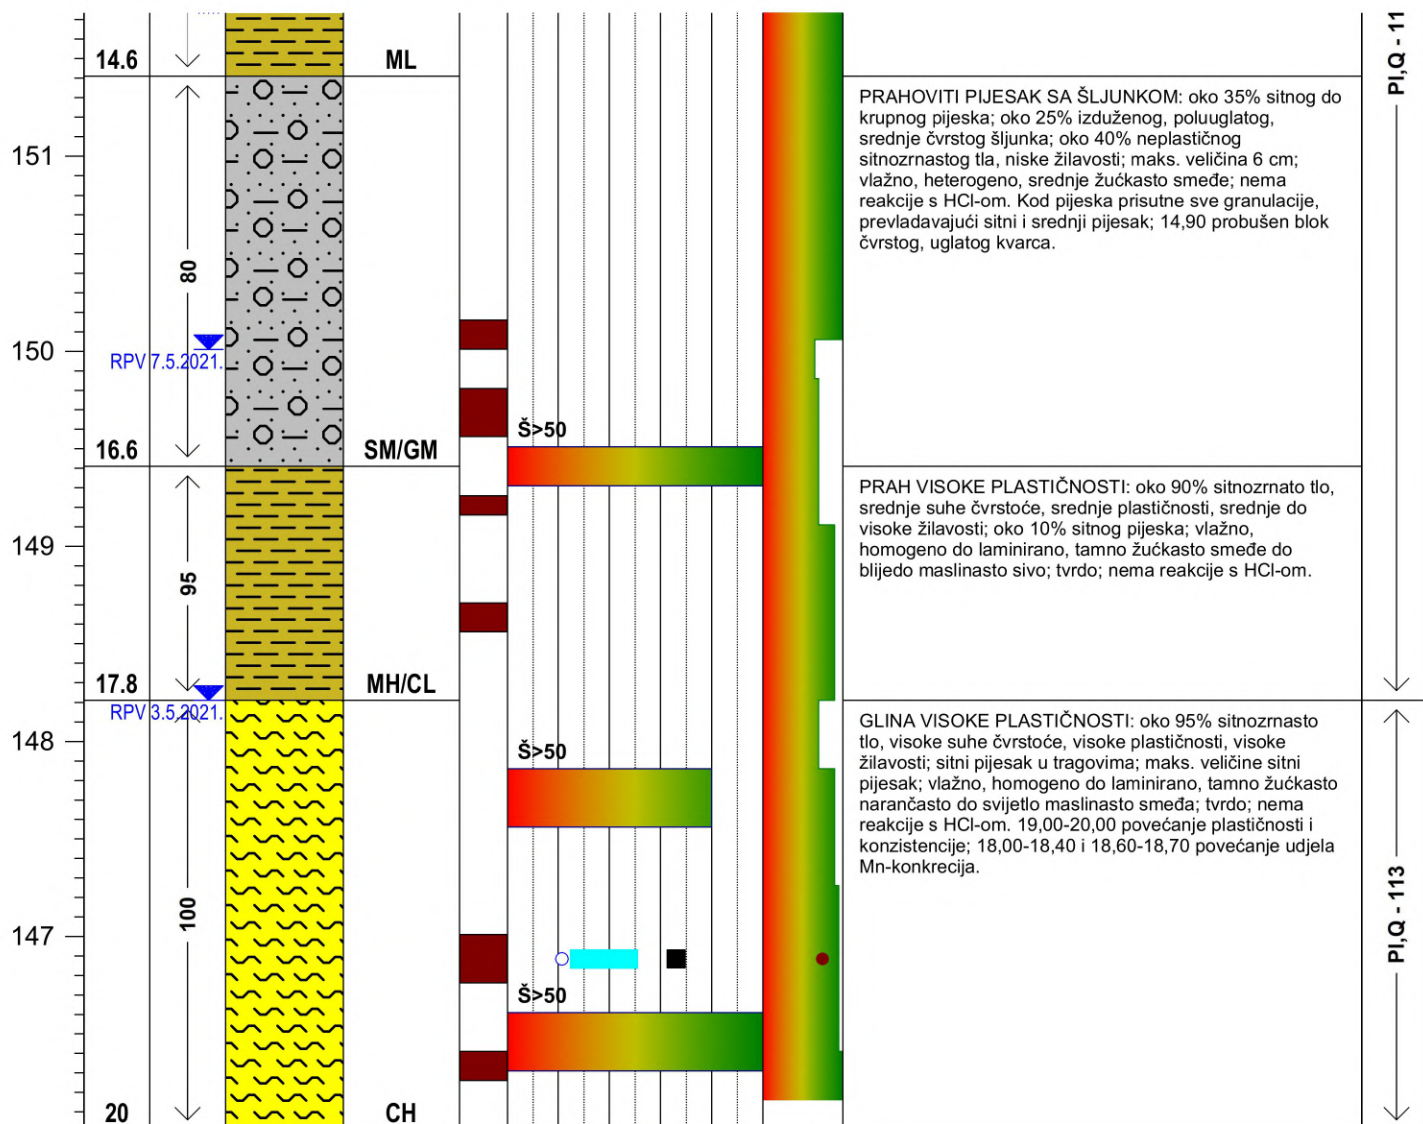 14.6
ML
PI,Q - 11
PRAHOVITI PIJESAK SA ŠLJUNKOM: oko 35% sitnog do
krupnog pijeska; oko 25% izduženog, poluuglatog,
srednje čvrstog šljunka; oko 40% neplastičnog
sitnozrnastog tla, niske žilavosti; maks. veličina 6 cm;
vlažno, heterogeno, srednje žućkasto smeđe; nema
reakcije s HCl-om. Kod pijeska prisutne sve granulacije,
prevladavajući sitni i srednji pijesak; 14,90 probušen blok
čvrstog, uglatog kvarca.
151
80
150
RPV 7.5.2021.
Š>50
16.6
SM/GM
PRAH VISOKE PLASTIČNOSTI: oko 90% sitnozrnato tlo,
srednje suhe čvrstoće, srednje plastičnosti, srednje do
visoke žilavosti; oko 10% sitnog pijeska; vlažno,
homogeno do laminirano, tamno žućkasto smeđe do
blijedo maslinasto sivo; tvrdo; nema reakcije s HCl-om.
149
95
17.8
MH/CL
RPV 3.5.2021.
GLINA VISOKE PLASTIČNOSTI: oko 95% sitnozrnasto
tlo, visoke suhe čvrstoće, visoke plastičnosti, visoke
žilavosti; sitni pijesak u tragovima; maks. veličine sitni
pijesak; vlažno, homogeno do laminirano, tamno žućkasto
narančasto do svijetlo maslinasto smeđa; tvrdo; nema
reakcije s HCl-om. 19,00-20,00 povećanje plastičnosti i
konzistencije; 18,00-18,40 i 18,60-18,70 povećanje udjela
Mn-konkrecija.
148
Š>50
100
PI,Q - 113
147
Š>50
20
CH